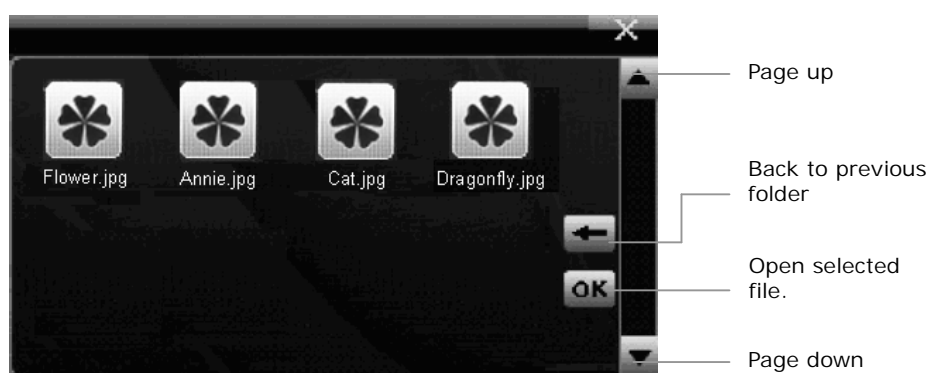 Page up
Flower.jpg Annie.jpg Cat.jpg Dragonfly.jpg
Back to previous
folder
OK
Open selected
file.
Page down